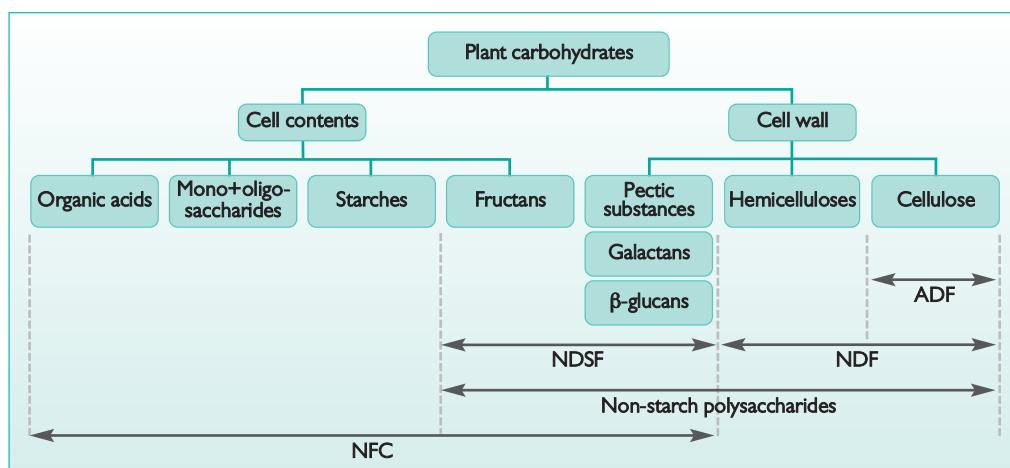 Plant carbohydrates
Cell contents
Cell wall
Organic acids
Mono+oligo-
saccharides
Starches
Fructans
Pectic
substances
Hemicelluloses
Cellulose
Galactans
β-glucans
ADF
NDSF
NDF
Non-starch polysaccharides
NFC